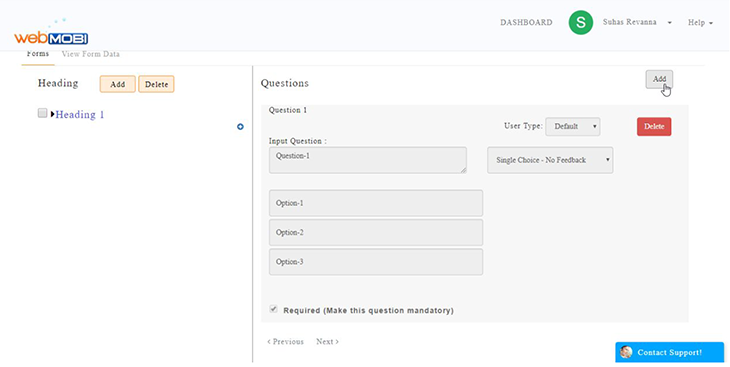 webMOBI
DASHBOARD
S
Suhas Revanna
Help
Forms
View Form Data
Heading
Add
Delete
Heading 1
Questions
Add
Question 1
User Type:
Default
Delete
Input Question :
Question-1
Single Choice - No Feedback
Option-1
Option-2
Option-3
Required (Make this question mandatory)
< Previous
Next >
Contact Support!